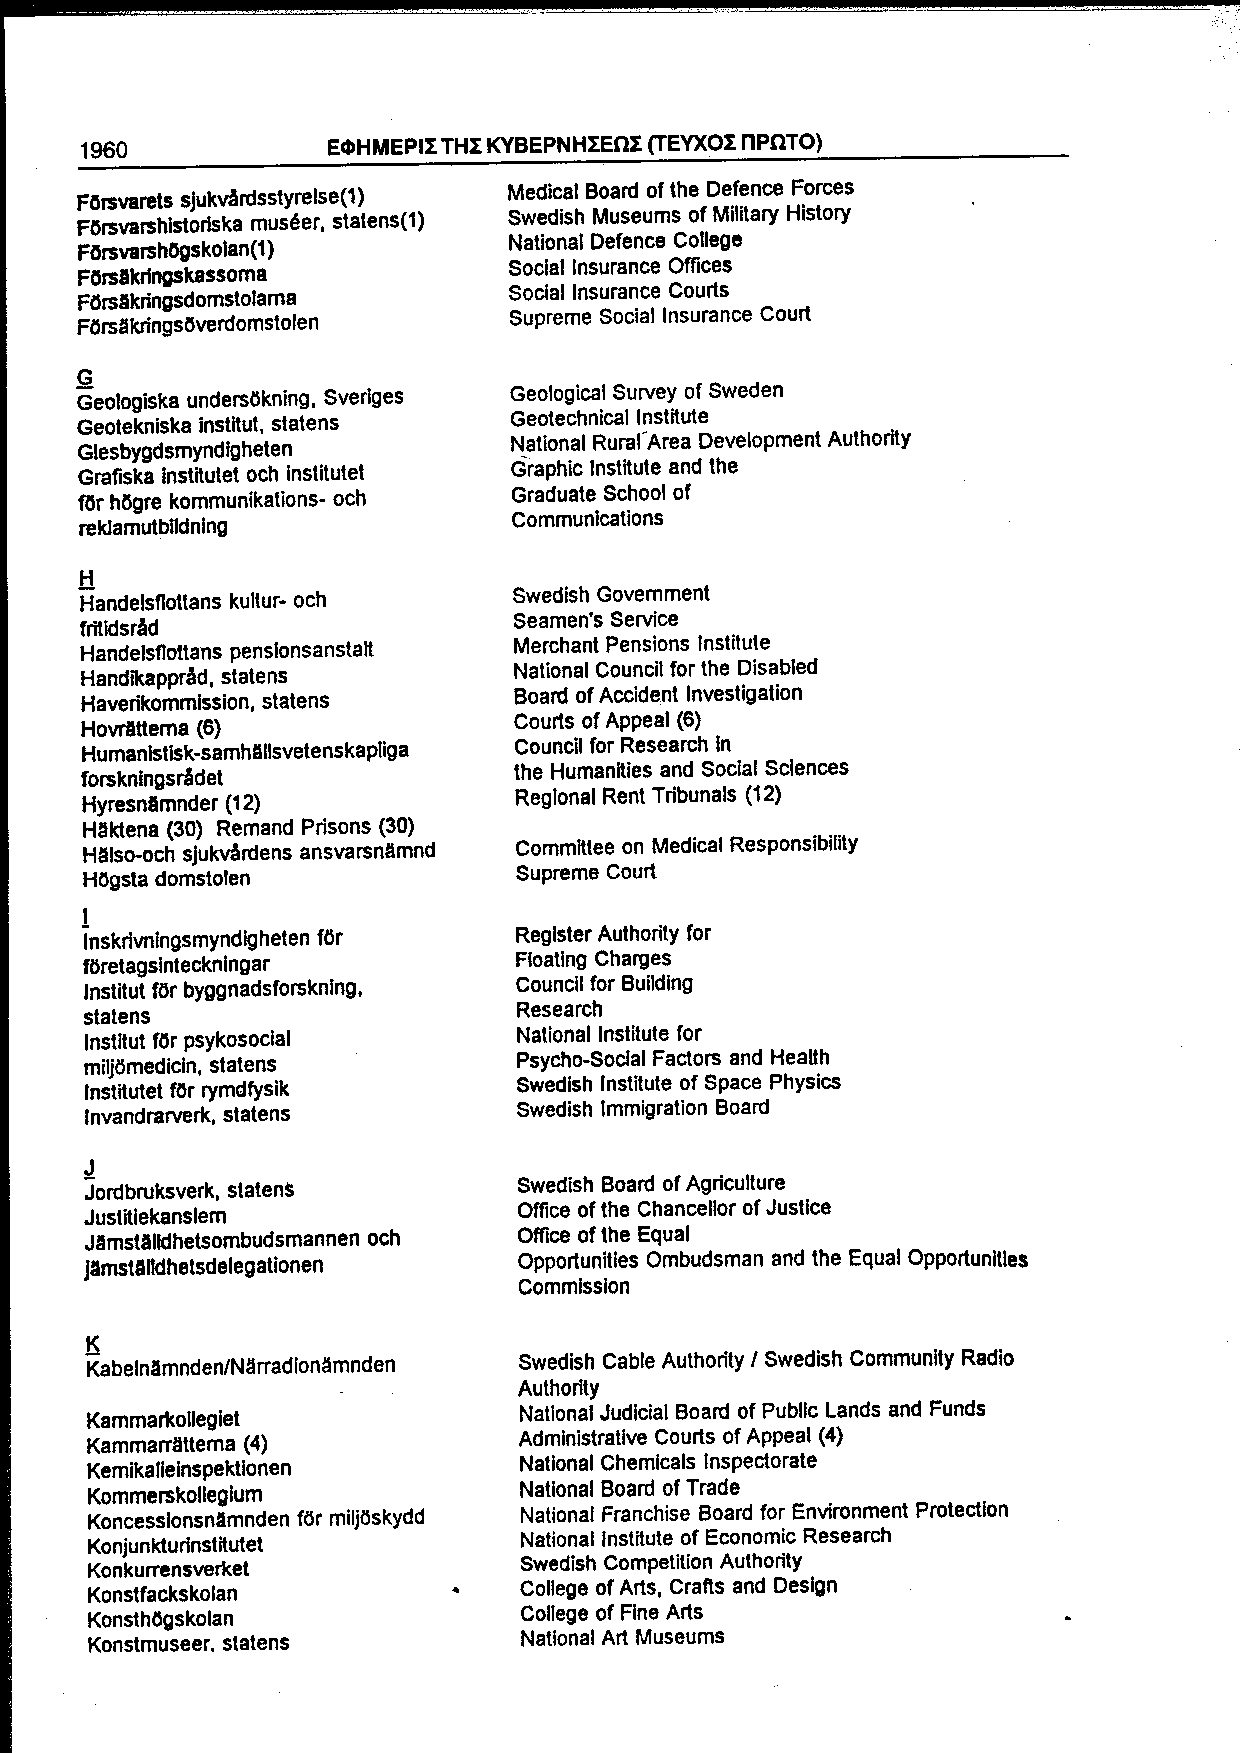 1960 ΕΦΗΜΕΡΙΣ ΤΗΣ ΚΥΒΕΡΝΗΣΕΩΣ (ΤΕΥΧΟΣ ΠΡΩΤΟ)
Försvarets sjukvårdsstyrelse(1) Medical Board of the Defence Forces
Försvarshistoriska muséer, statens(1) Swedish Museums of Military History
Försvarshögskolan(1) National Defence College
Försäkringskassorna Social Insurance Offices
Försäkringsdomstolarna Social Insurance Courts
Försäkringsöverdomstolen Supreme Social Insurance Court
G
Geologiska undersökning, Sveriges Geological Survey of Sweden
Geotekniska institut, statens Geotechnical Institute
Glesbygdsmyndigheten National Rural Area Development Authority
Grafiska institutet och institutet Graphic Institute and the
för högre kommunikations- och Graduate School of
reklamutbildning Communications
H
Handelsflottans kultur- och Swedish Government
fritidsråd Seamen's Service
Handelsflottans pensionsanstalt Merchant Pensions Institute
Handikappråd, statens National Council for the Disabled
Haverikommission, statens Board of Accident Investigation
Hovrätterna (6) Courts of Appeal (6)
Humanistisk-samhällsvetenskapliga Council for Research in
forskningsrådet the Humanities and Social Sciences
Hyresnämnder (12) Regional Rent Tribunals (12)
Häktena (30) Remand Prisons (30)
Hälso-och sjukvårdens ansvarsnämnd Committee on Medical Responsibility
Högsta domstolen Supreme Court
I
Inskrivningsmyndigheten för Register Authority for
företagsinteckningar Floating Charges
Institut för byggnadsforskning, Council for Building
statens Research
Institut för psykosocial National Institute for
miljömedicin, statens Psycho-Social Factors and Health
Institutet för rymdfysik Swedish Institute of Space Physics
Invandrarverk, statens Swedish Immigration Board
J
Jordbruksverk, statens Swedish Board of Agriculture
Justitiekanslern Office of the Chancellor of Justice
Jämställdhetsombudsmannen och Office of the Equal
jämställdhetsdelegationen Opportunities Ombudsman and the Equal Opportunities
Commission
K
Kabelnämnden/Närradionämnden Swedish Cable Authority / Swedish Community Radio
Authority
Kammarkollegiet National Judicial Board of Public Lands and Funds
Kammarrätterna (4) Administrative Courts of Appeal (4)
Kemikalieinspektionen National Chemicals Inspectorate
Kommerskollegium National Board of Trade
Koncessionsnämnden för miljöskydd National Franchise Board for Environment Protection
Konjunkturinstitutet National Institute of Economic Research
Konkurrensverket Swedish Competition Authority
Konstfackskolan College of Arts, Crafts and Design
Konsthögskolan College of Fine Arts
Konstmuseer, statens National Art Museums